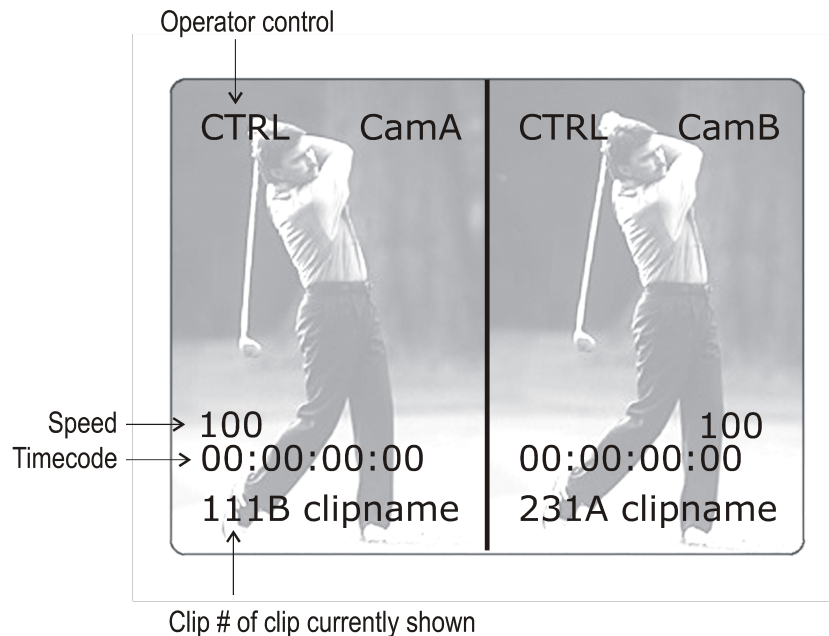 Operator control
CTRL CamA CTRL CamB
Speed 100 100
Timecode 00:00:00:00 00:00:00:00
111B clipname 231A clipname
Clip # of clip currently shown